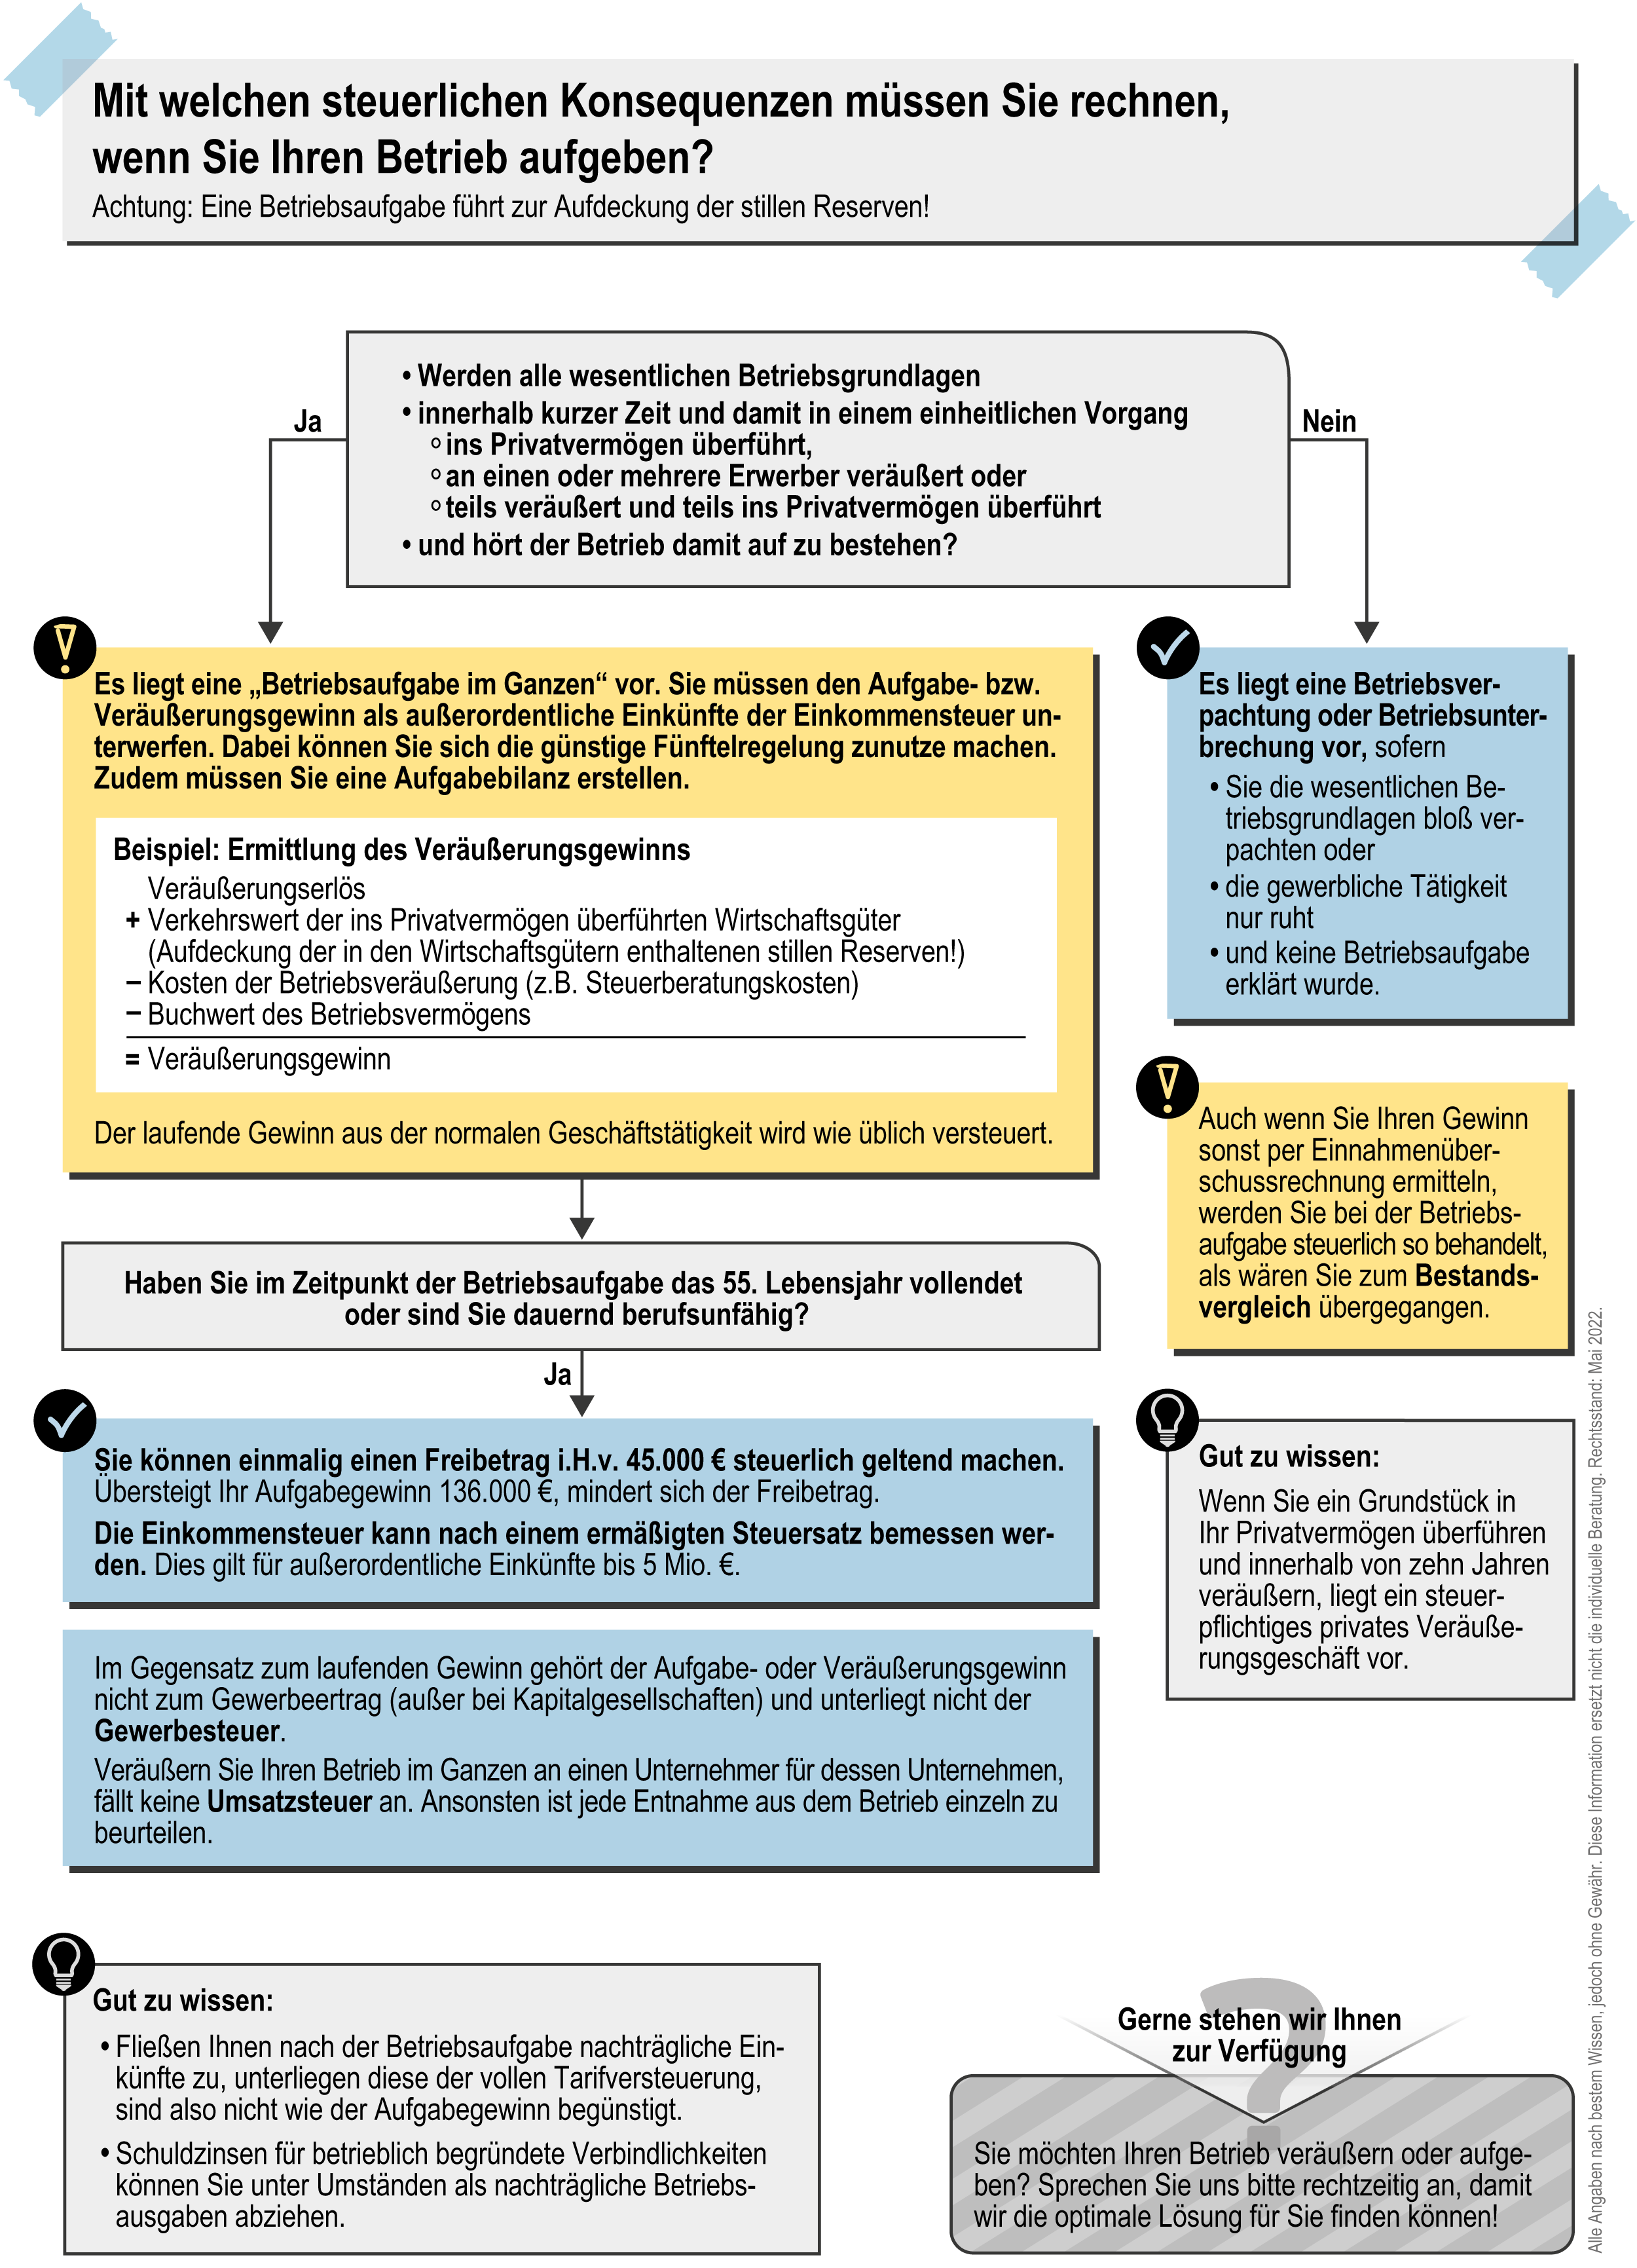 Mit welchen steuerlichen Konsequenzen müssen Sie rechnen,
wenn Sie Ihren Betrieb aufgeben?
Achtung: Eine Betriebsaufgabe führt zur Aufdeckung der stillen Reserven!
• Werden alle wesentlichen Betriebsgrundlagen
• innerhalb kurzer Zeit und damit in einem einheitlichen Vorgang
◦ ins Privatvermögen überführt,
◦ an einen oder mehrere Erwerber veräußert oder
◦ teils veräußert und teils ins Privatvermögen überführt
• und hört der Betrieb damit auf zu bestehen?
Ja
Nein
Es liegt eine „Betriebsaufgabe im Ganzen“ vor. Sie müssen den Aufgabe- bzw.
Veräußerungsgewinn als außerordentliche Einkünfte der Einkommensteuer un-
terwerfen. Dabei können Sie sich die günstige Fünftelregelung zunutze machen.
Zudem müssen Sie eine Aufgabebilanz erstellen.
Beispiel: Ermittlung des Veräußerungsgewinns
Veräußerungserlös
+ Verkehrswert der ins Privatvermögen überführten Wirtschaftsgüter
(Aufdeckung der in den Wirtschaftsgütern enthaltenen stillen Reserven!)
– Kosten der Betriebsveräußerung (z.B. Steuerberatungskosten)
– Buchwert des Betriebsvermögens
= Veräußerungsgewinn
Der laufende Gewinn aus der normalen Geschäftstätigkeit wird wie üblich versteuert.
Es liegt eine Betriebsver-
pachtung oder Betriebsunter-
brechung vor, sofern
• Sie die wesentlichen Be-
triebsgrundlagen bloß ver-
pachten oder
• die gewerbliche Tätigkeit
nur ruht
• und keine Betriebsaufgabe
erklärt wurde.
Auch wenn Sie Ihren Gewinn
sonst per Einnahmenüber-
schussrechnung ermitteln,
werden Sie bei der Betriebs-
aufgabe steuerlich so behandelt,
als wären Sie zum Bestands-
vergleich übergegangen.
Haben Sie im Zeitpunkt der Betriebsaufgabe das 55. Lebensjahr vollendet
oder sind Sie dauernd berufsunfähig?
Ja
Sie können einmalig einen Freibetrag i.H.v. 45.000 € steuerlich geltend machen.
Übersteigt Ihr Aufgabegewinn 136.000 €, mindert sich der Freibetrag.
Die Einkommensteuer kann nach einem ermäßigten Steuersatz bemessen wer-
den. Dies gilt für außerordentliche Einkünfte bis 5 Mio. €.
Gut zu wissen:
Wenn Sie ein Grundstück in
Ihr Privatvermögen überführen
und innerhalb von zehn Jahren
veräußern, liegt ein steuer-
pflichtiges privates Veräuße-
rungsgeschäft vor.
Im Gegensatz zum laufenden Gewinn gehört der Aufgabe- oder Veräußerungsgewinn
nicht zum Gewerbeertrag (außer bei Kapitalgesellschaften) und unterliegt nicht der
Gewerbesteuer.
Veräußern Sie Ihren Betrieb im Ganzen an einen Unternehmer für dessen Unternehmen,
fällt keine Umsatzsteuer an. Ansonsten ist jede Entnahme aus dem Betrieb einzeln zu
beurteilen.
Gut zu wissen:
• Fließen Ihnen nach der Betriebsaufgabe nachträgliche Ein-
künfte zu, unterliegen diese der vollen Tarifversteuerung,
sind also nicht wie der Aufgabegewinn begünstigt.
• Schuldzinsen für betrieblich begründete Verbindlichkeiten
können Sie unter Umständen als nachträgliche Betriebs-
ausgaben abziehen.
?
Gerne stehen wir Ihnen
zur Verfügung
Sie möchten Ihren Betrieb veräußern oder aufge-
ben? Sprechen Sie uns bitte rechtzeitig an, damit
wir die optimale Lösung für Sie finden können!
Alle Angaben nach bestem Wissen, jedoch ohne Gewähr. Diese Information ersetzt nicht die individuelle Beratung. Rechtsstand: Mai 2022.